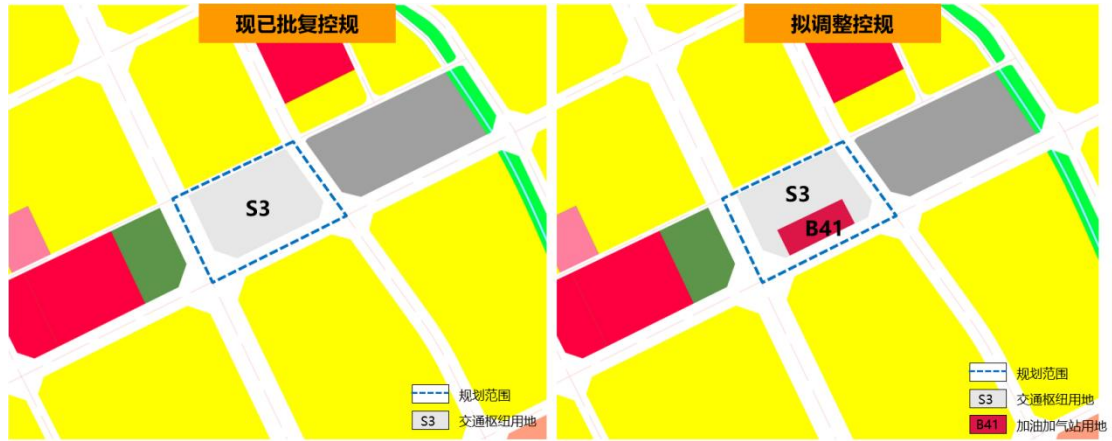 现已批复控规
S3
规划范围
S3 交通枢纽用地
拟调整控规
S3
B41
规划范围
S3 交通枢纽用地
B41 加油加气站用地